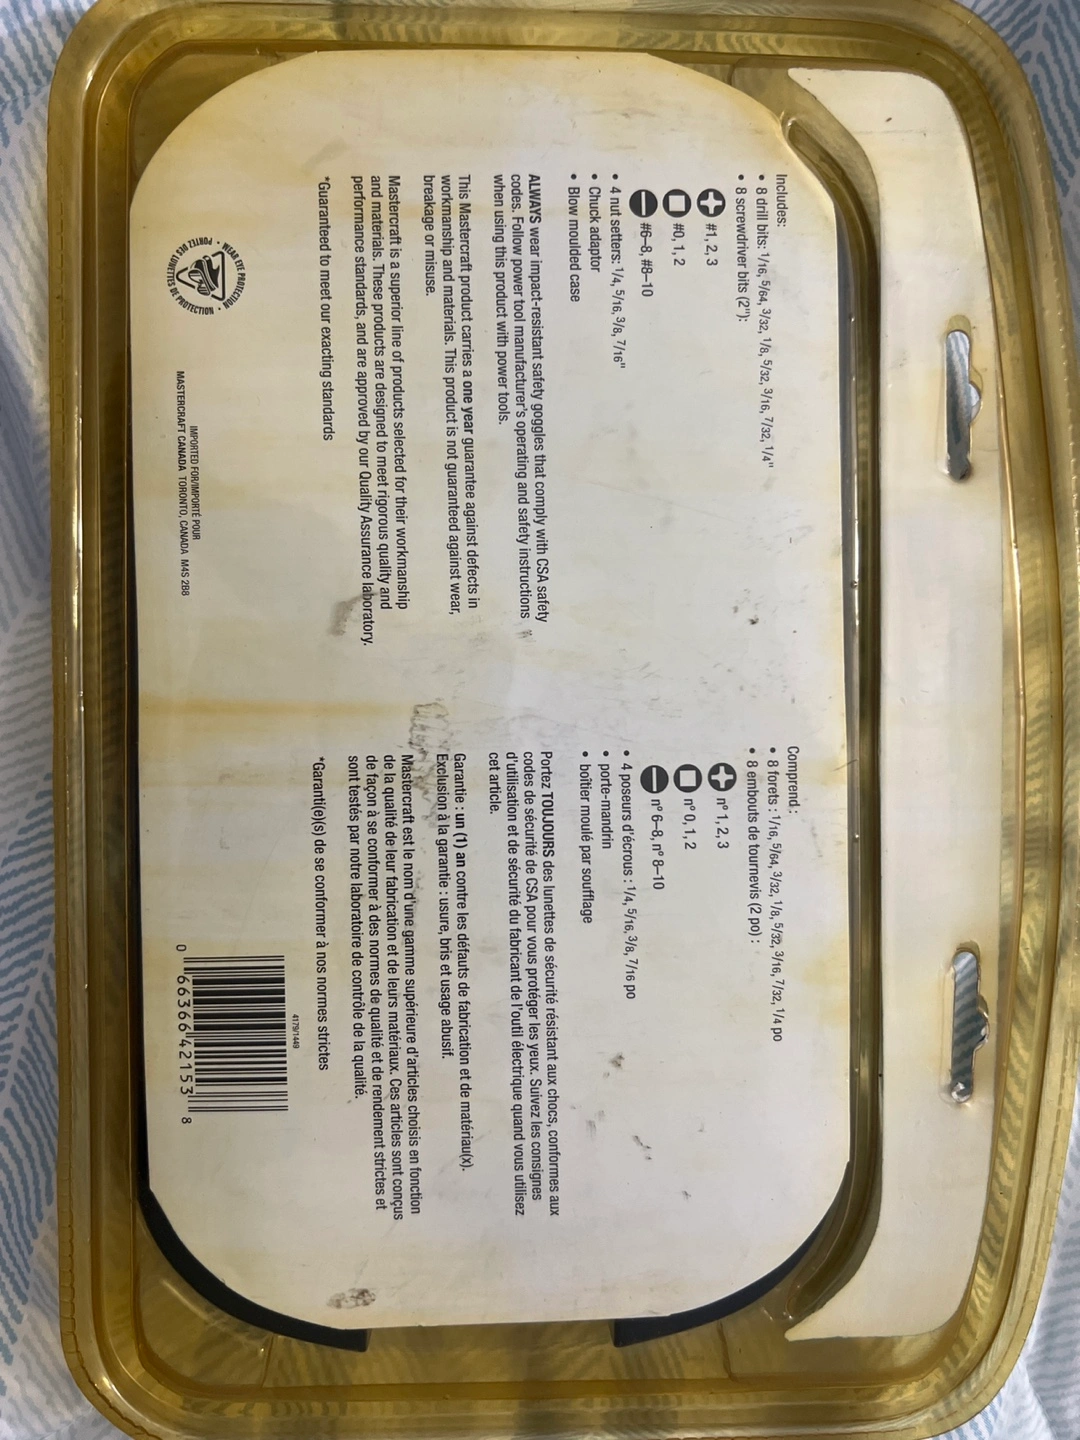 Includes:
• 8 drill bits: 1/16, 5/64, 3/32, 1/8, 5/32, 3/16, 7/32, 1/4"
• 8 screwdriver bits (2"):
#1, 2, 3
#0, 1, 2
#6–8, #8–10
• 4 nut setters: 1/4, 5/16, 3/8, 7/16"
• Chuck adaptor
• Blow moulded case
ALWAYS wear impact-resistant safety goggles that comply with CSA safety
codes. Follow power tool manufacturer's operating and safety instructions
when using this product with power tools.
This Mastercraft product carries a one year guarantee against defects in
workmanship and materials. This product is not guaranteed against wear,
breakage or misuse.
Mastercraft is a superior line of products selected for their workmanship
and materials. These products are designed to meet rigorous quality and
performance standards, and are approved by our Quality Assurance laboratory.
*Guaranteed to meet our exacting standards
WEAR EYE PROTECTION • PORTEZ DES LUNETTES DE PROTECTION •
IMPORTED FOR/IMPORTÉ POUR
MASTERCRAFT CANADA TORONTO, CANADA M4S 2B8
Comprend :
• 8 forets : 1/16, 5/64, 3/32, 1/8, 5/32, 3/16, 7/32, 1/4 po
• 8 embouts de tournevis (2 po) :
nº 1, 2, 3
nº 0, 1, 2
nº 6–8, nº 8–10
• 4 poseurs d'écrous : 1/4, 5/16, 3/8, 7/16 po
• porte-mandrin
• boîtier moulé par soufflage
Portez TOUJOURS des lunettes de sécurité résistant aux chocs, conformes aux
codes de sécurité de CSA pour vous protéger les yeux. Suivez les consignes
d'utilisation et de sécurité du fabricant de l'outil électrique quand vous utilisez
cet article.
Garantie : un (1) an contre les défauts de fabrication et de matériau(x).
Exclusion à la garantie : usure, bris et usage abusif.
Mastercraft est le nom d'une gamme supérieure d'articles choisis en fonction
de la qualité de leur fabrication et de leurs matériaux. Ces articles sont conçus
de façon à se conformer à des normes de qualité et de rendement strictes et
sont testés par notre laboratoire de contrôle de la qualité.
*Garanti(e)(s) de se conformer à nos normes strictes
4179/1449
0 66366 42153 8